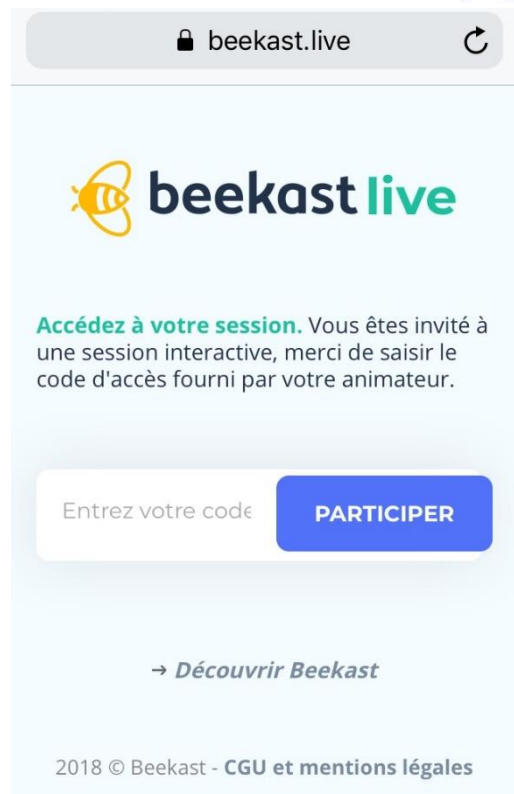 beekast.live
beekast live
Accédez à votre session. Vous êtes invité à
une session interactive, merci de saisir le
code d'accès fourni par votre animateur.
Entrez votre code PARTICIPER
→ Découvrir Beekast
2018 © Beekast - CGU et mentions légales